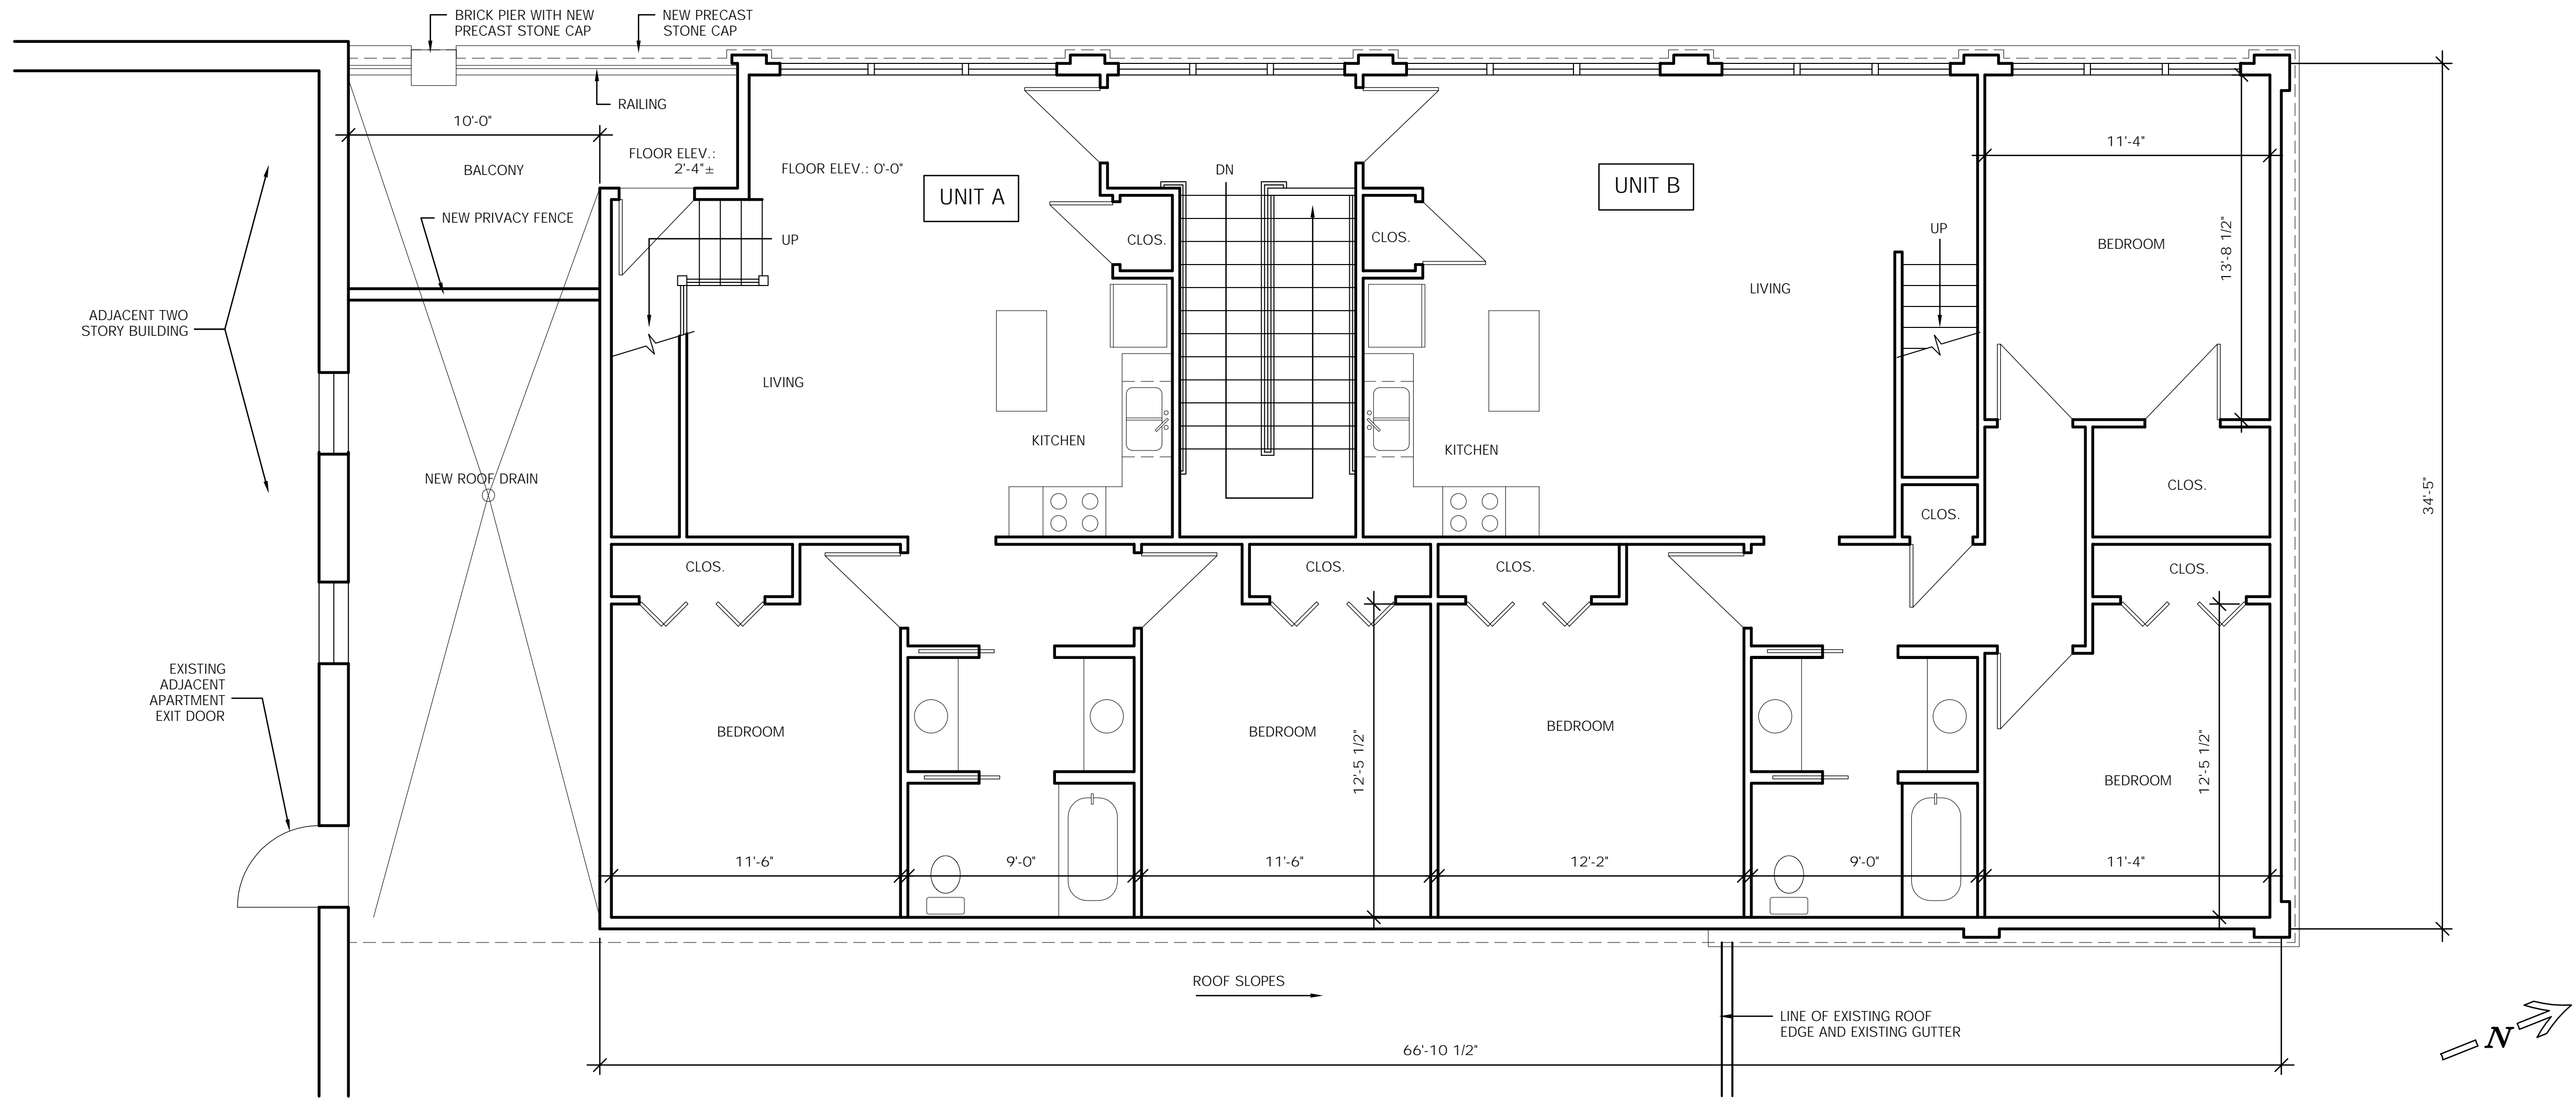 BRICK PIER WITH NEW
PRECAST STONE CAP
NEW PRECAST
STONE CAP
RAILING
10'-0"
BALCONY
FLOOR ELEV.:
2'-4"±
FLOOR ELEV.: 0'-0"
UNIT A
DN
UNIT B
11'-4"
NEW PRIVACY FENCE
UP
CLOS.
CLOS.
UP
BEDROOM
13'-8 1/2"
LIVING
ADJACENT TWO
STORY BUILDING
LIVING
KITCHEN
KITCHEN
NEW ROOF DRAIN
CLOS.
34'-5"
CLOS.
CLOS.
CLOS.
CLOS.
CLOS.
EXISTING
ADJACENT
APARTMENT
EXIT DOOR
BEDROOM
BEDROOM
12'-5 1/2"
BEDROOM
BEDROOM
12'-5 1/2"
11'-6"
9'-0"
11'-6"
12'-2"
9'-0"
11'-4"
ROOF SLOPES
LINE OF EXISTING ROOF
EDGE AND EXISTING GUTTER
N
66'-10 1/2"